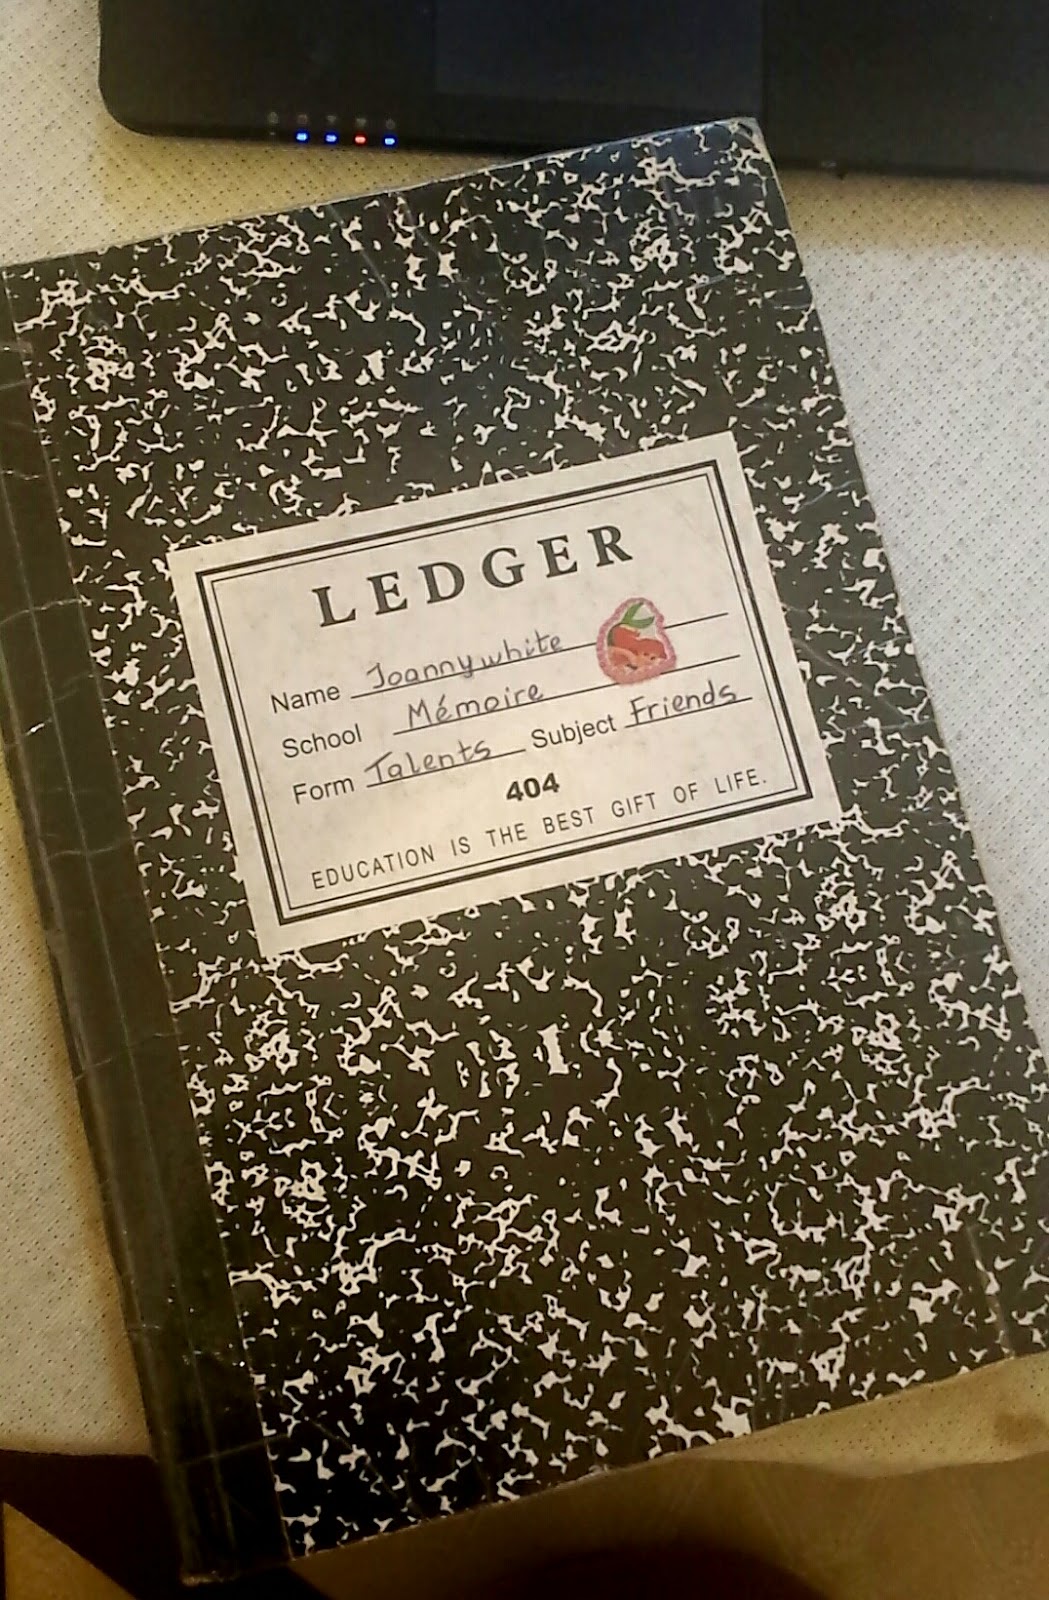 LEDGER
Name Joannywhite
School Mémoire
Form Talents Subject Friends
404
EDUCATION IS THE BEST GIFT OF LIFE.